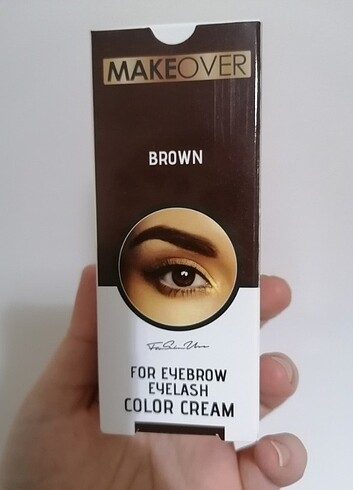 MAKEOVER
BROWN
FOR EYEBROW
EYELASH
COLOR CREAM